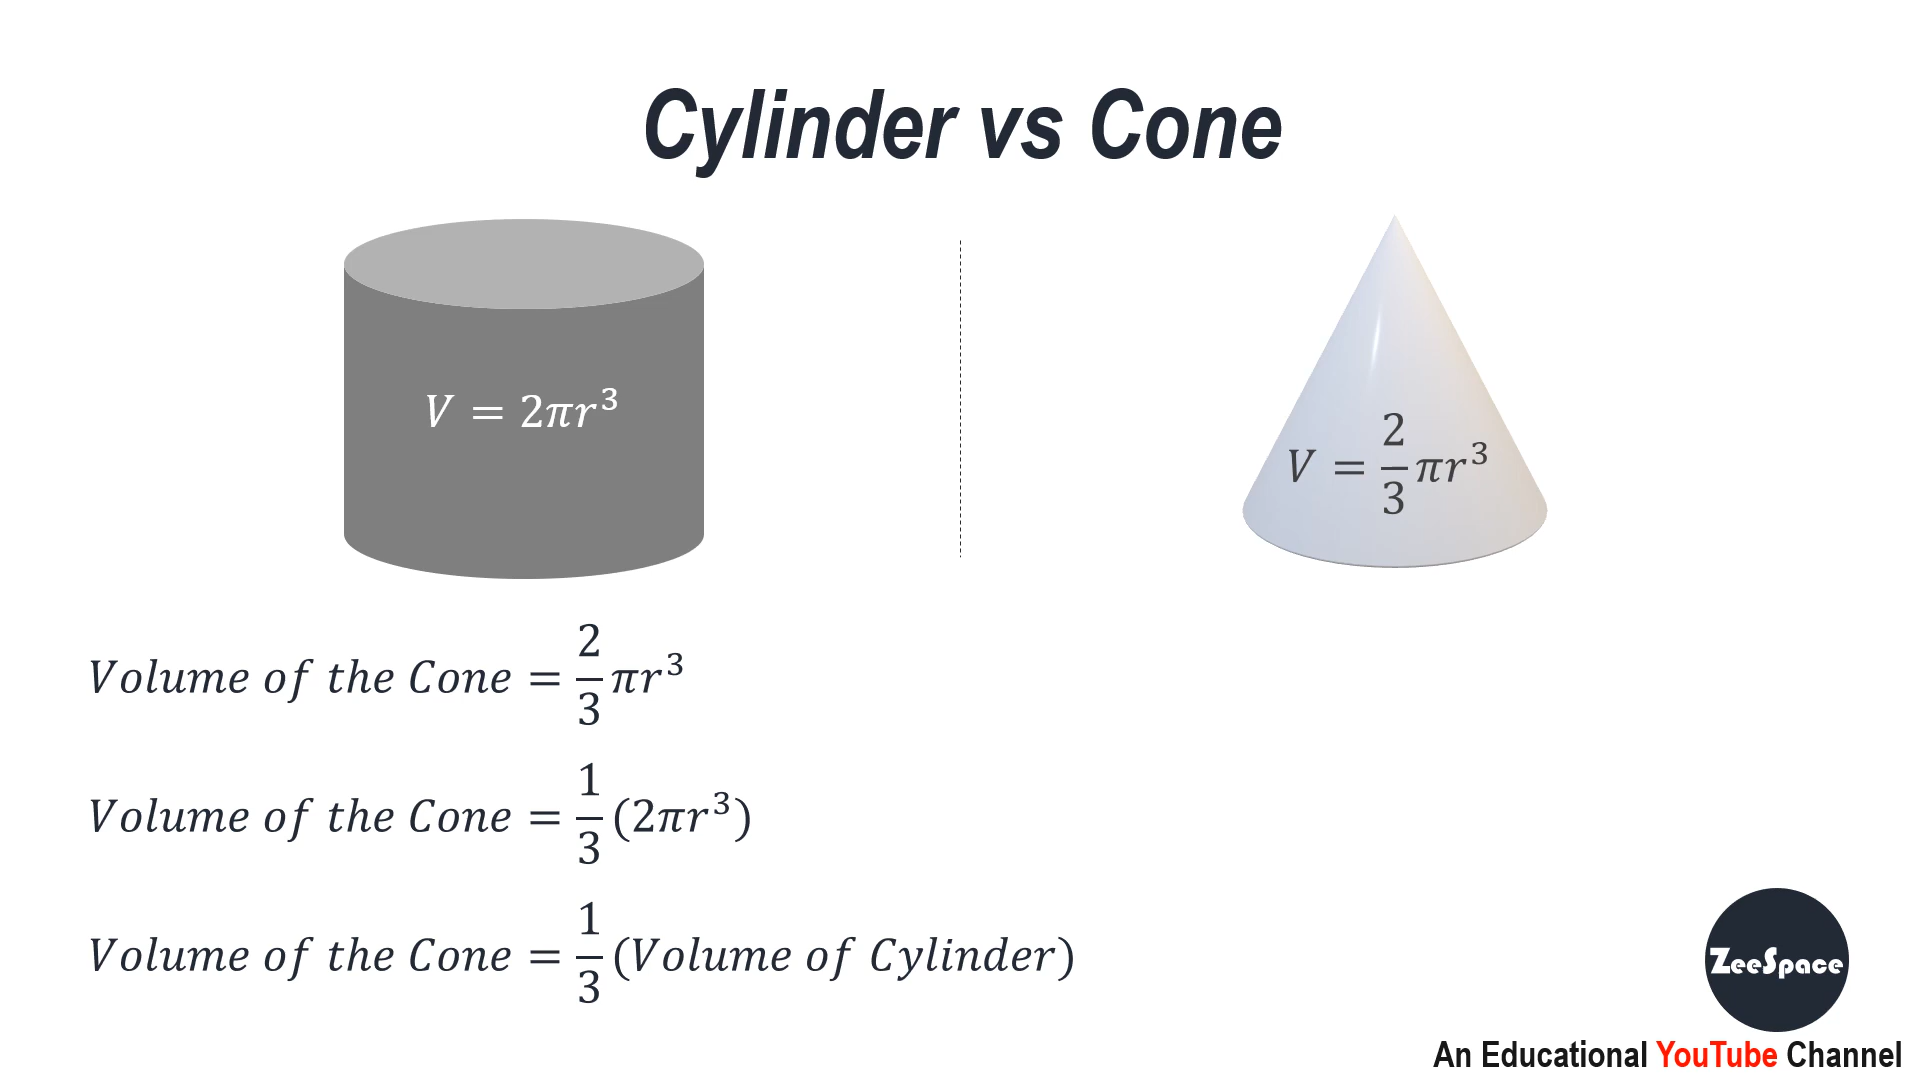 Cylinder vs Cone
V = 2πr³
V = 2/3 πr³
Volume of the Cone = 2/3 πr³
Volume of the Cone = 1/3 (2πr³)
Volume of the Cone = 1/3 (Volume of Cylinder)
ZeeSpace
An Educational YouTube Channel